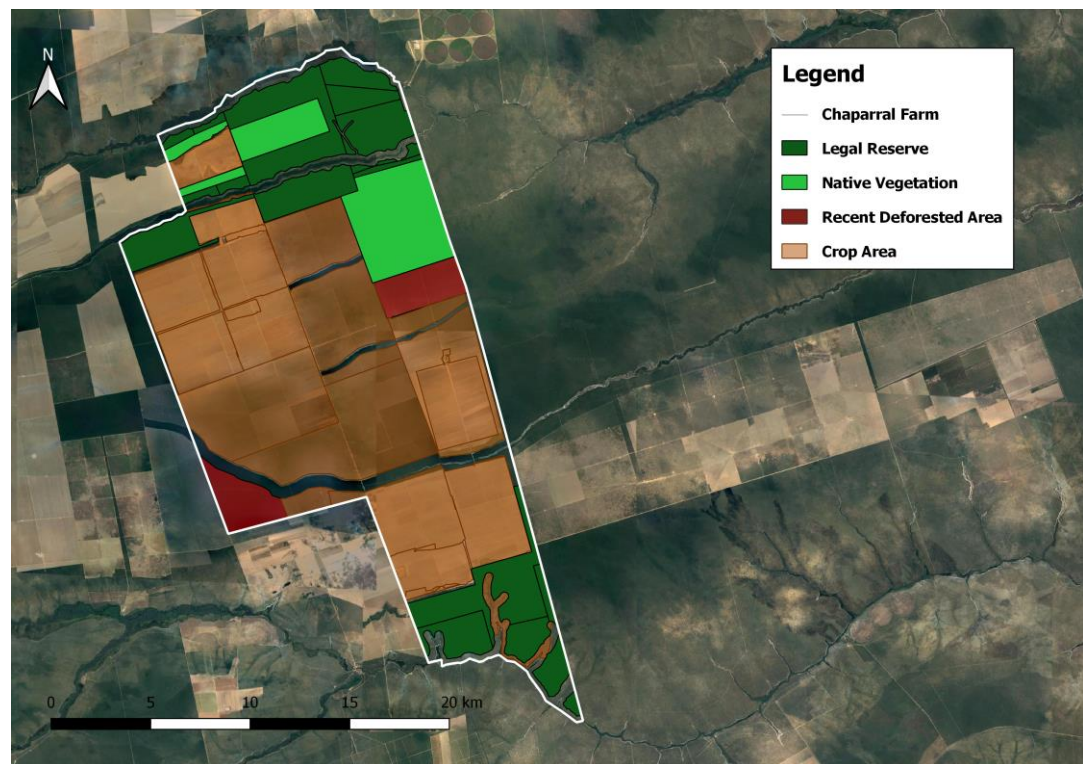 N
Legend
Chaparral Farm
Legal Reserve
Native Vegetation
Recent Deforested Area
Crop Area
0 5 10 15 20 km